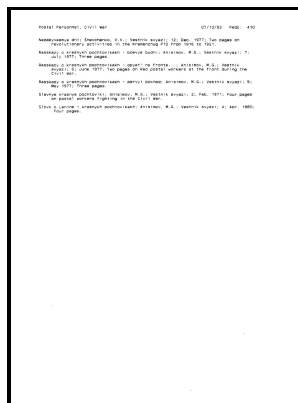 Postal Personnel, Civil War 07/13/83 PAGE: 410
Nezabyvaemye dni; Shevchenko, V.V.; Vestnik svyazi; 12; Dec. 1977; Two pages on
revolutionary activities in the Kremenchug PTO from 1916 to 1921.
Rasskazy o krasnykh pochtovikakh - boevye budni; Anisimov, M.G.; Vestnik svyazi; 7;
July 1977; Three pages.
Rasskazy o krasnykh pochtovikakh - opyat' na fronte...; Anisimov, M.G.; Vestnik
svyazi; 6; June 1977; Two pages on Red postal workers at the front during the
Civil War.
Rasskazy o krasnykh pochtovikakh - pervyi pokhod; Anisimov, M.G.; Vestnik svyazi; 5;
May 1977; Three pages.
Slavnye krasnye pochtoviki; Anisimov, M.G.; Vestnik svyazi; 2; Feb. 1971; Four pages
on postal workers fighting in the Civil War.
Slovo o Lenine i krasnykh pochtovikakh; Anisimov, M.G.; Vestnik svyazi; 4; Apr. 1980;
Four pages.